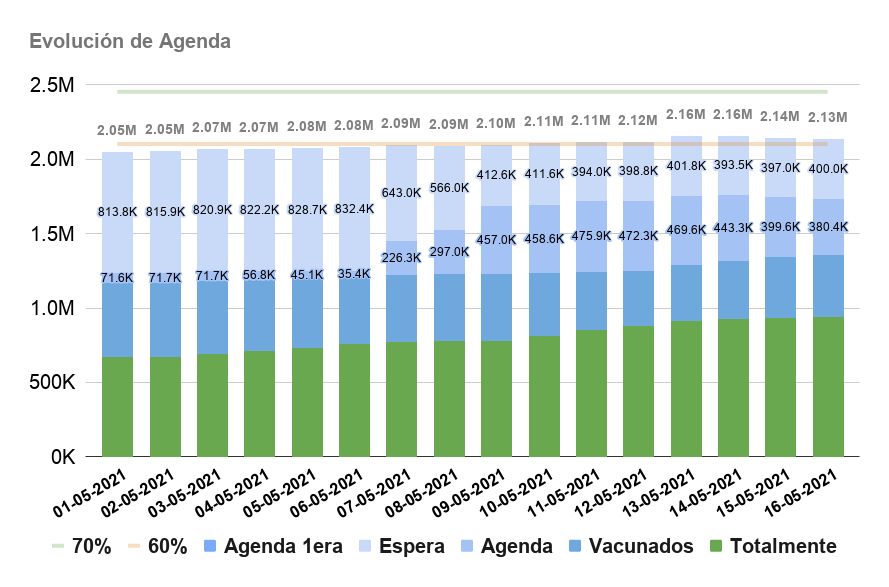 Evolución de Agenda
2.5M
2.05M 2.05M 2.07M 2.07M 2.08M 2.08M 2.09M 2.09M 2.10M 2.11M 2.11M 2.12M 2.16M 2.16M 2.14M 2.13M
2.0M
813.8K 815.9K 820.9K 822.2K 828.7K 832.4K 643.0K 566.0K 412.6K 411.6K 394.0K 398.8K 401.8K 393.5K 397.0K 400.0K
1.5M
71.6K 71.7K 71.7K 56.8K 45.1K 35.4K 226.3K 297.0K 457.0K 458.6K 475.9K 472.3K 469.6K 443.3K 399.6K 380.4K
1.0M
500K
0K
01-05-2021 02-05-2021 03-05-2021 04-05-2021 05-05-2021 06-05-2021 07-05-2021 08-05-2021 09-05-2021 10-05-2021 11-05-2021 12-05-2021 13-05-2021 14-05-2021 15-05-2021 16-05-2021
70% 60% Agenda 1era Espera Agenda Vacunados Totalmente